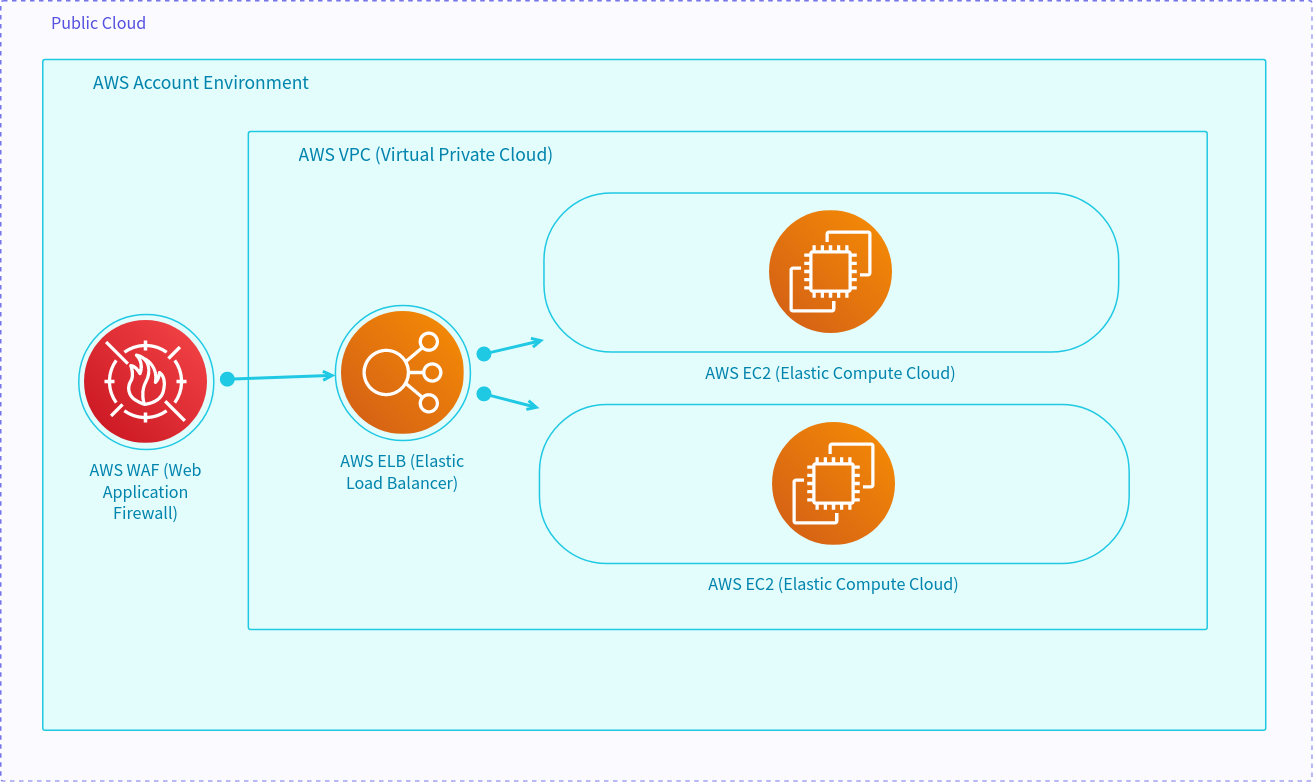 Public Cloud
AWS Account Environment
AWS VPC (Virtual Private Cloud)
AWS EC2 (Elastic Compute Cloud)
AWS WAF (Web
Application
Firewall)
AWS ELB (Elastic
Load Balancer)
AWS EC2 (Elastic Compute Cloud)